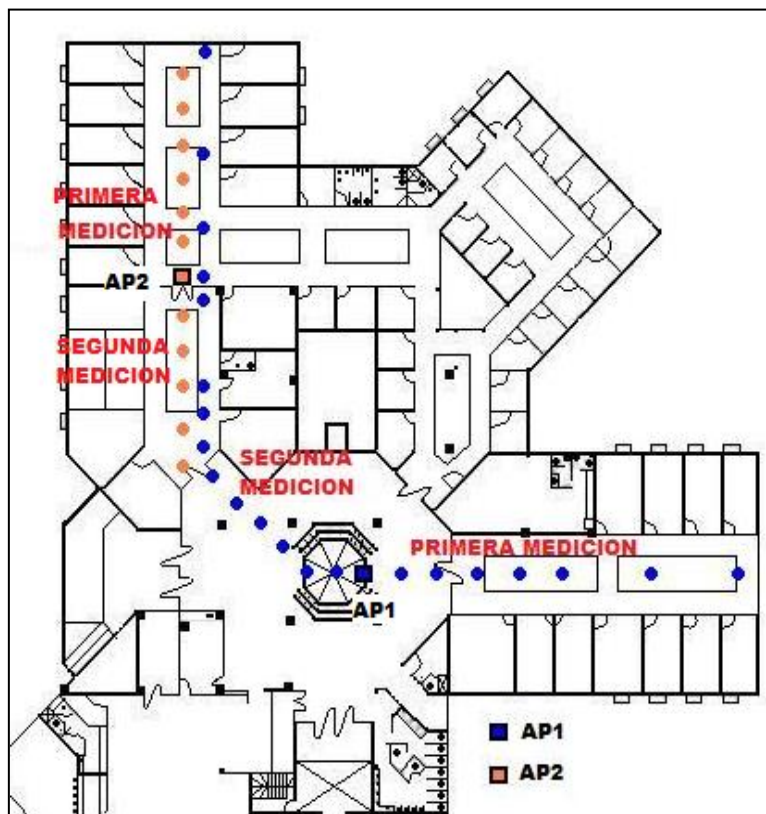 PRIMERA
MEDICION
AP2
SEGUNDA
MEDICION
SEGUNDA
MEDICION
PRIMERA MEDICION
AP1
AP1
AP2